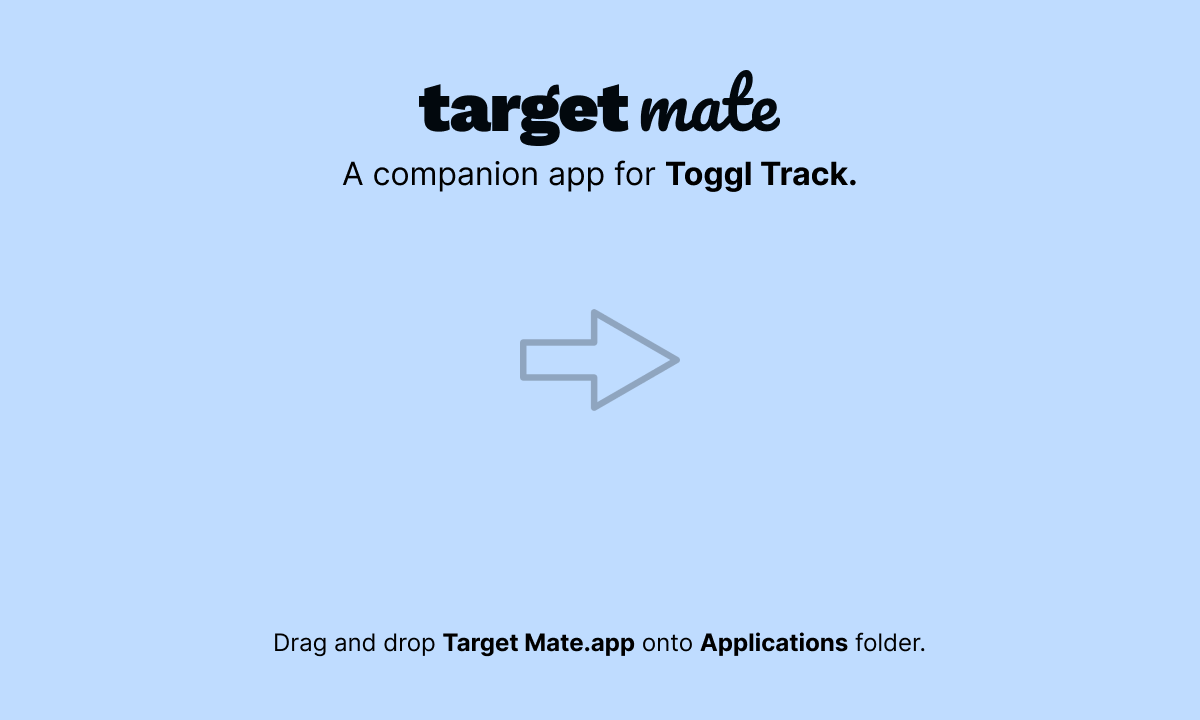 target mate
A companion app for Toggl Track.
Drag and drop Target Mate.app onto Applications folder.